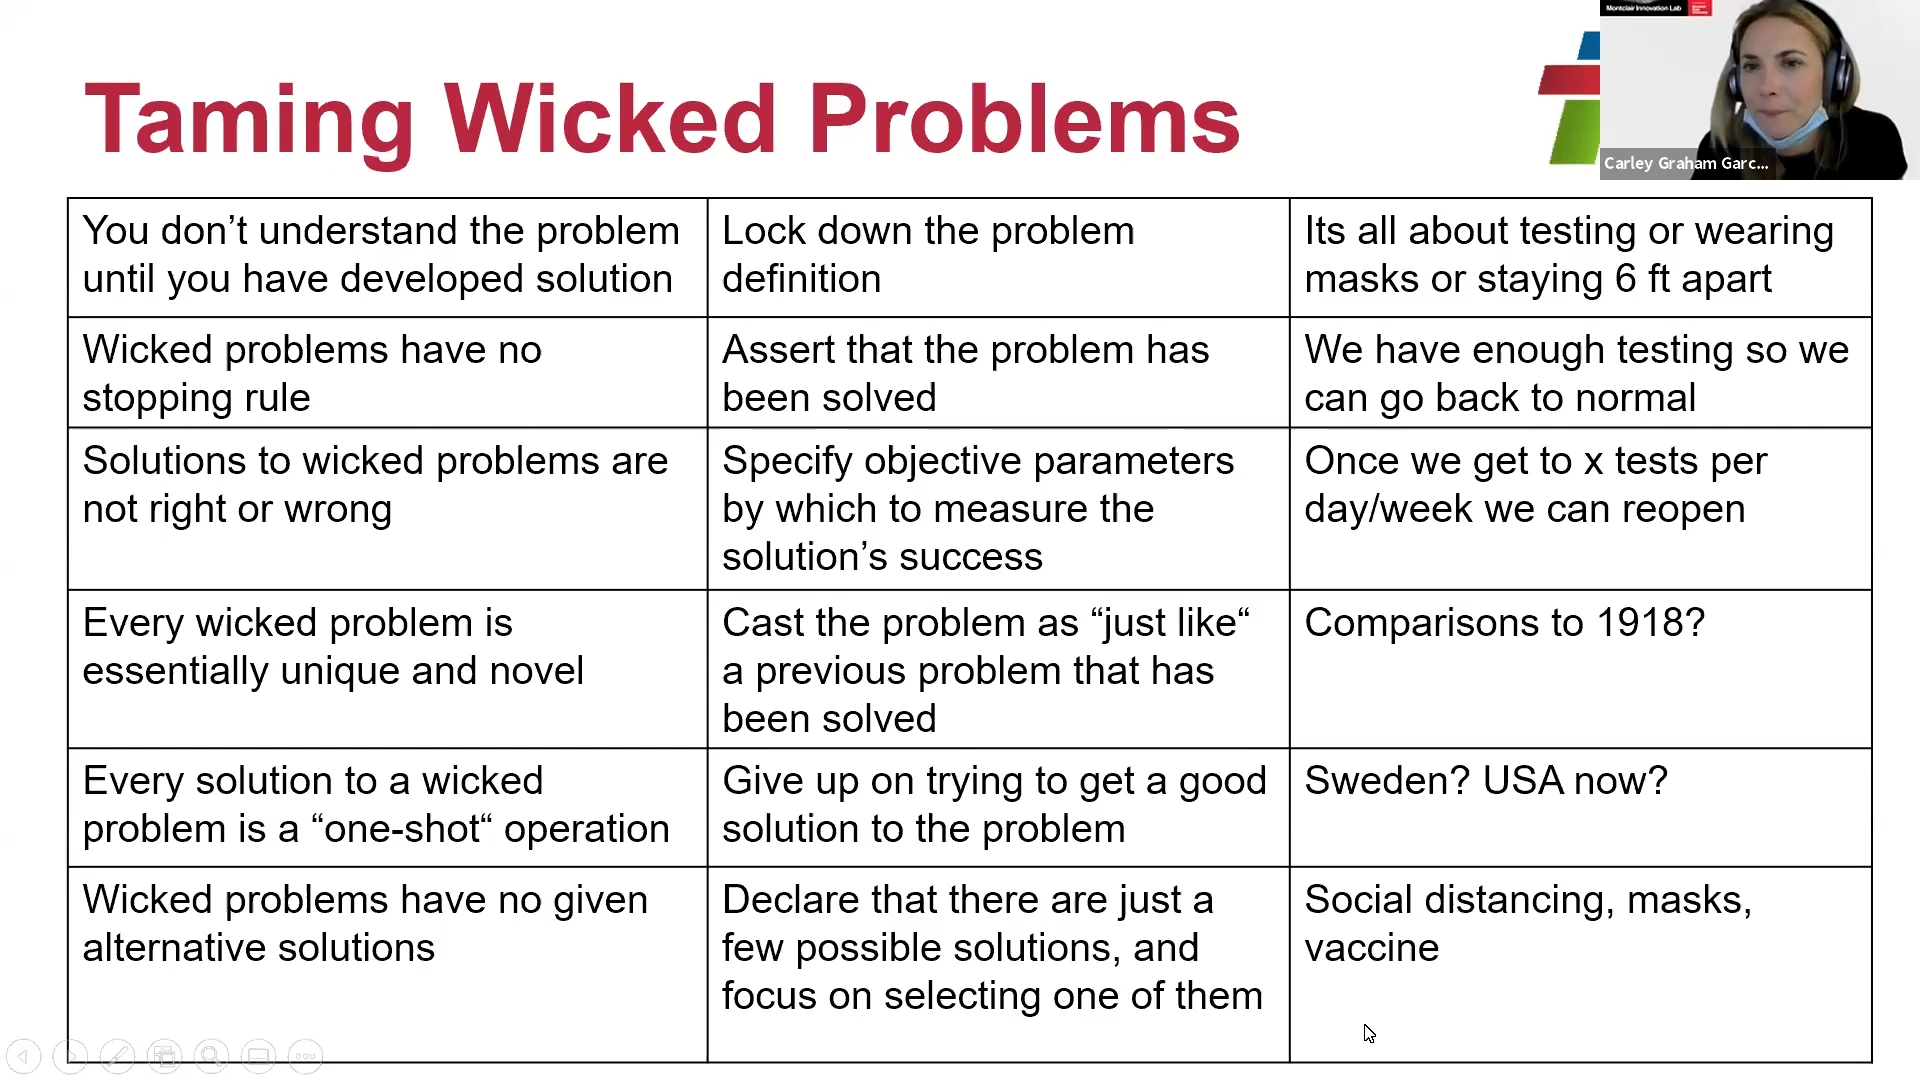 Montclair Innovation Lab
Taming Wicked Problems
Carley Graham Garc...
You don’t understand the problem
until you have developed solution
Lock down the problem
definition
Its all about testing or wearing
masks or staying 6 ft apart
Wicked problems have no
stopping rule
Assert that the problem has
been solved
We have enough testing so we
can go back to normal
Solutions to wicked problems are
not right or wrong
Specify objective parameters
by which to measure the
solution’s success
Once we get to x tests per
day/week we can reopen
Every wicked problem is
essentially unique and novel
Cast the problem as “just like“
a previous problem that has
been solved
Comparisons to 1918?
Every solution to a wicked
problem is a “one-shot“ operation
Give up on trying to get a good
solution to the problem
Sweden? USA now?
Wicked problems have no given
alternative solutions
Declare that there are just a
few possible solutions, and
focus on selecting one of them
Social distancing, masks,
vaccine